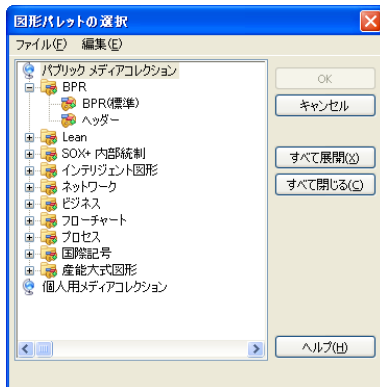 図形パレットの選択
ファイル(F) 編集(E)
パブリック メディアコレクション
BPR
BPR(標準)
ヘッダー
Lean
SOX+ 内部統制
インテリジェント図形
ネットワーク
ビジネス
フローチャート
プロセス
国際記号
産能大式図形
個人用メディアコレクション
OK
キャンセル
すべて展開(X)
すべて閉じる(C)
ヘルプ(H)